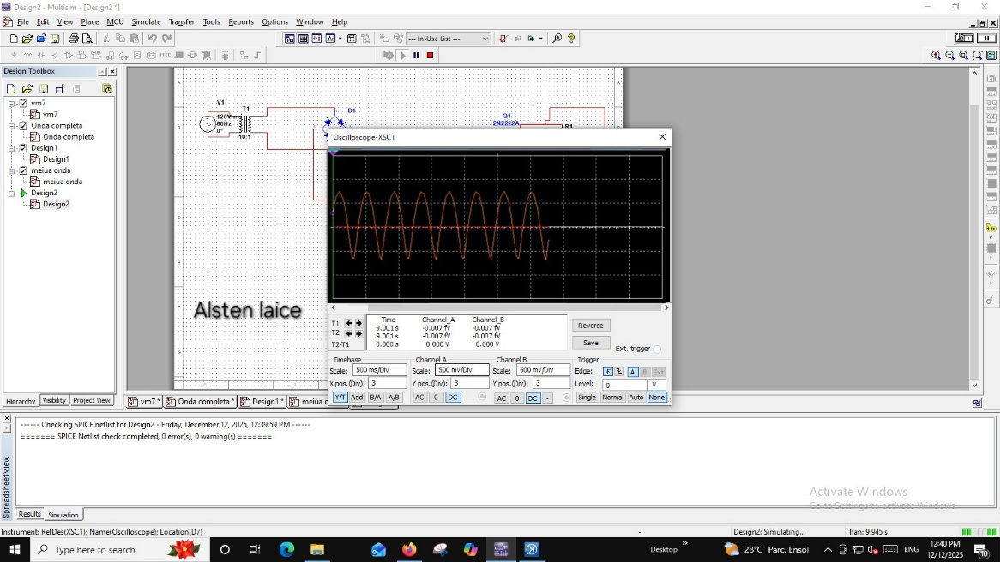 Design2 - Multisim - [Design2 *]
File Edit View Place MCU Simulate Transfer Tools Reports Options Window Help
--- In-Use List ---
Design Toolbox
vm7
vm7
Onda completa
Onda completa
Design1
Design1
meiua onda
meiua onda
Design2
Design2
V1
120Vrms
60Hz
0°
T1
10:1
D1
Q1
2N2222A
R1
Alsten laice
Oscilloscope-XSC1
Time Channel_A Channel_B
T1 9.001 s -0.007 fV -0.007 fV
T2 9.001 s -0.007 fV -0.007 fV
T2-T1 0.000 s 0.000 V 0.000 V
Reverse
Save
Ext. trigger
Timebase Channel A Channel B Trigger
Scale: 500 ms/Div Scale: 500 mV/Div Scale: 500 mV/Div Edge: A B Ext
X pos.(Div): 3 Y pos.(Div): 3 Y pos.(Div): 3 Level: 0 V
Y/T Add B/A A/B AC 0 DC AC 0 DC - Single Normal Auto None
Hierarchy Visibility Project View
vm7 * Onda completa * Design1 * meiua
------ Checking SPICE netlist for Design2 - Friday, December 12, 2025, 12:39:59 PM ------
======= SPICE Netlist check completed, 0 error(s), 0 warning(s) =======
Spreadsheet View
Activate Windows
Go to Settings to activate Windows.
Results Simulation
Instrument: RefDes(XSC1); Name(Oscilloscope); Location(D7) - Design2: Simulating... Tran: 9.945 s
Type here to search
Desktop
28°C Parc. Ensol
ENG
12:40 PM
12/12/2025
10